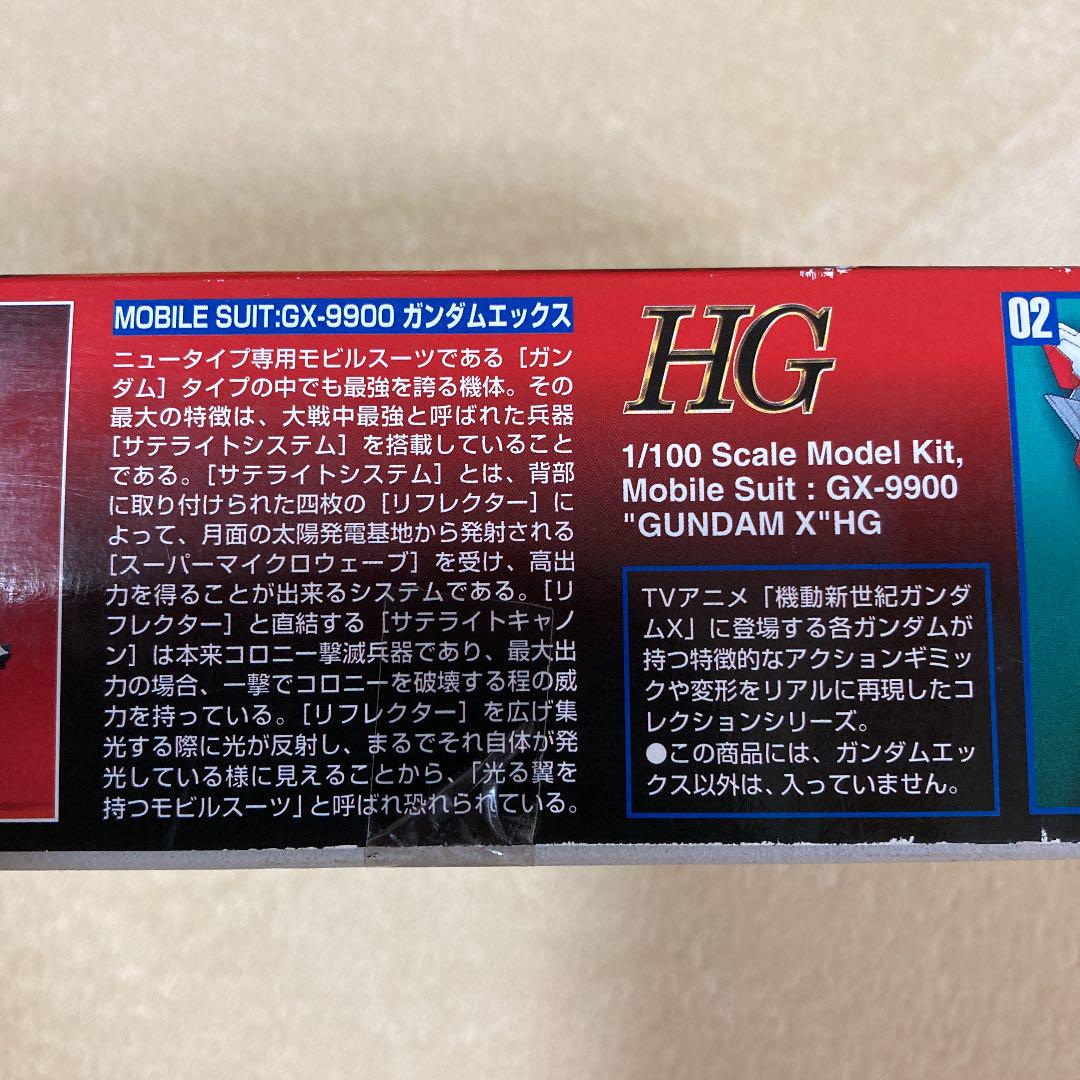 MOBILE SUIT:GX-9900 ガンダムエックス
ニュータイプ専用モビルスーツである[ガン
ダム]タイプの中でも最強を誇る機体。その
最大の特徴は、大戦中最強と呼ばれた兵器
[サテライトシステム]を搭載していること
である。[サテライトシステム]とは、背部
に取り付けられた四枚の[リフレクター]に
よって、月面の太陽発電基地から発射される
[スーパーマイクロウェーブ]を受け、高出
力を得ることが出来るシステムである。[リ
フレクター]と直結する[サテライトキャノ
ン]は本来コロニー撃滅兵器であり、最大出
力の場合、一撃でコロニーを破壊する程の威
力を持っている。[リフレクター]を広げ集
光する際に光が反射し、まるでそれ自体が発
光している様に見えることから、「光る翼を
持つモビルスーツ」と呼ばれ恐れられている。
HG
1/100 Scale Model Kit,
Mobile Suit : GX-9900
"GUNDAM X"HG
TVアニメ「機動新世紀ガンダ
ムX」に登場する各ガンダムが
持つ特徴的なアクションギミッ
クや変形をリアルに再現したコ
レクションシリーズ。
●この商品には、ガンダムエッ
クス以外は、入っていません。
02